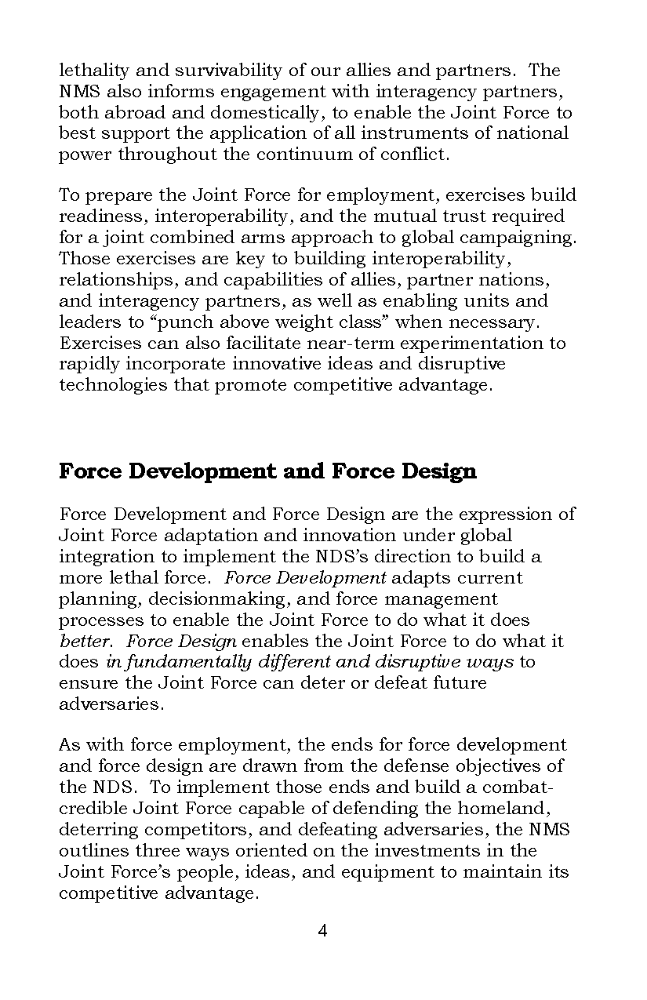 lethality and survivability of our allies and partners.  The
NMS also informs engagement with interagency partners,
both abroad and domestically, to enable the Joint Force to
best support the application of all instruments of national
power throughout the continuum of conflict.
To prepare the Joint Force for employment, exercises build
readiness, interoperability, and the mutual trust required
for a joint combined arms approach to global campaigning.
Those exercises are key to building interoperability,
relationships, and capabilities of allies, partner nations,
and interagency partners, as well as enabling units and
leaders to “punch above weight class” when necessary.
Exercises can also facilitate near-term experimentation to
rapidly incorporate innovative ideas and disruptive
technologies that promote competitive advantage.
Force Development and Force Design
Force Development and Force Design are the expression of
Joint Force adaptation and innovation under global
integration to implement the NDS’s direction to build a
more lethal force.  Force Development adapts current
planning, decisionmaking, and force management
processes to enable the Joint Force to do what it does
better.  Force Design enables the Joint Force to do what it
does in fundamentally different and disruptive ways to
ensure the Joint Force can deter or defeat future
adversaries.
As with force employment, the ends for force development
and force design are drawn from the defense objectives of
the NDS.  To implement those ends and build a combat-
credible Joint Force capable of defending the homeland,
deterring competitors, and defeating adversaries, the NMS
outlines three ways oriented on the investments in the
Joint Force’s people, ideas, and equipment to maintain its
competitive advantage.
4